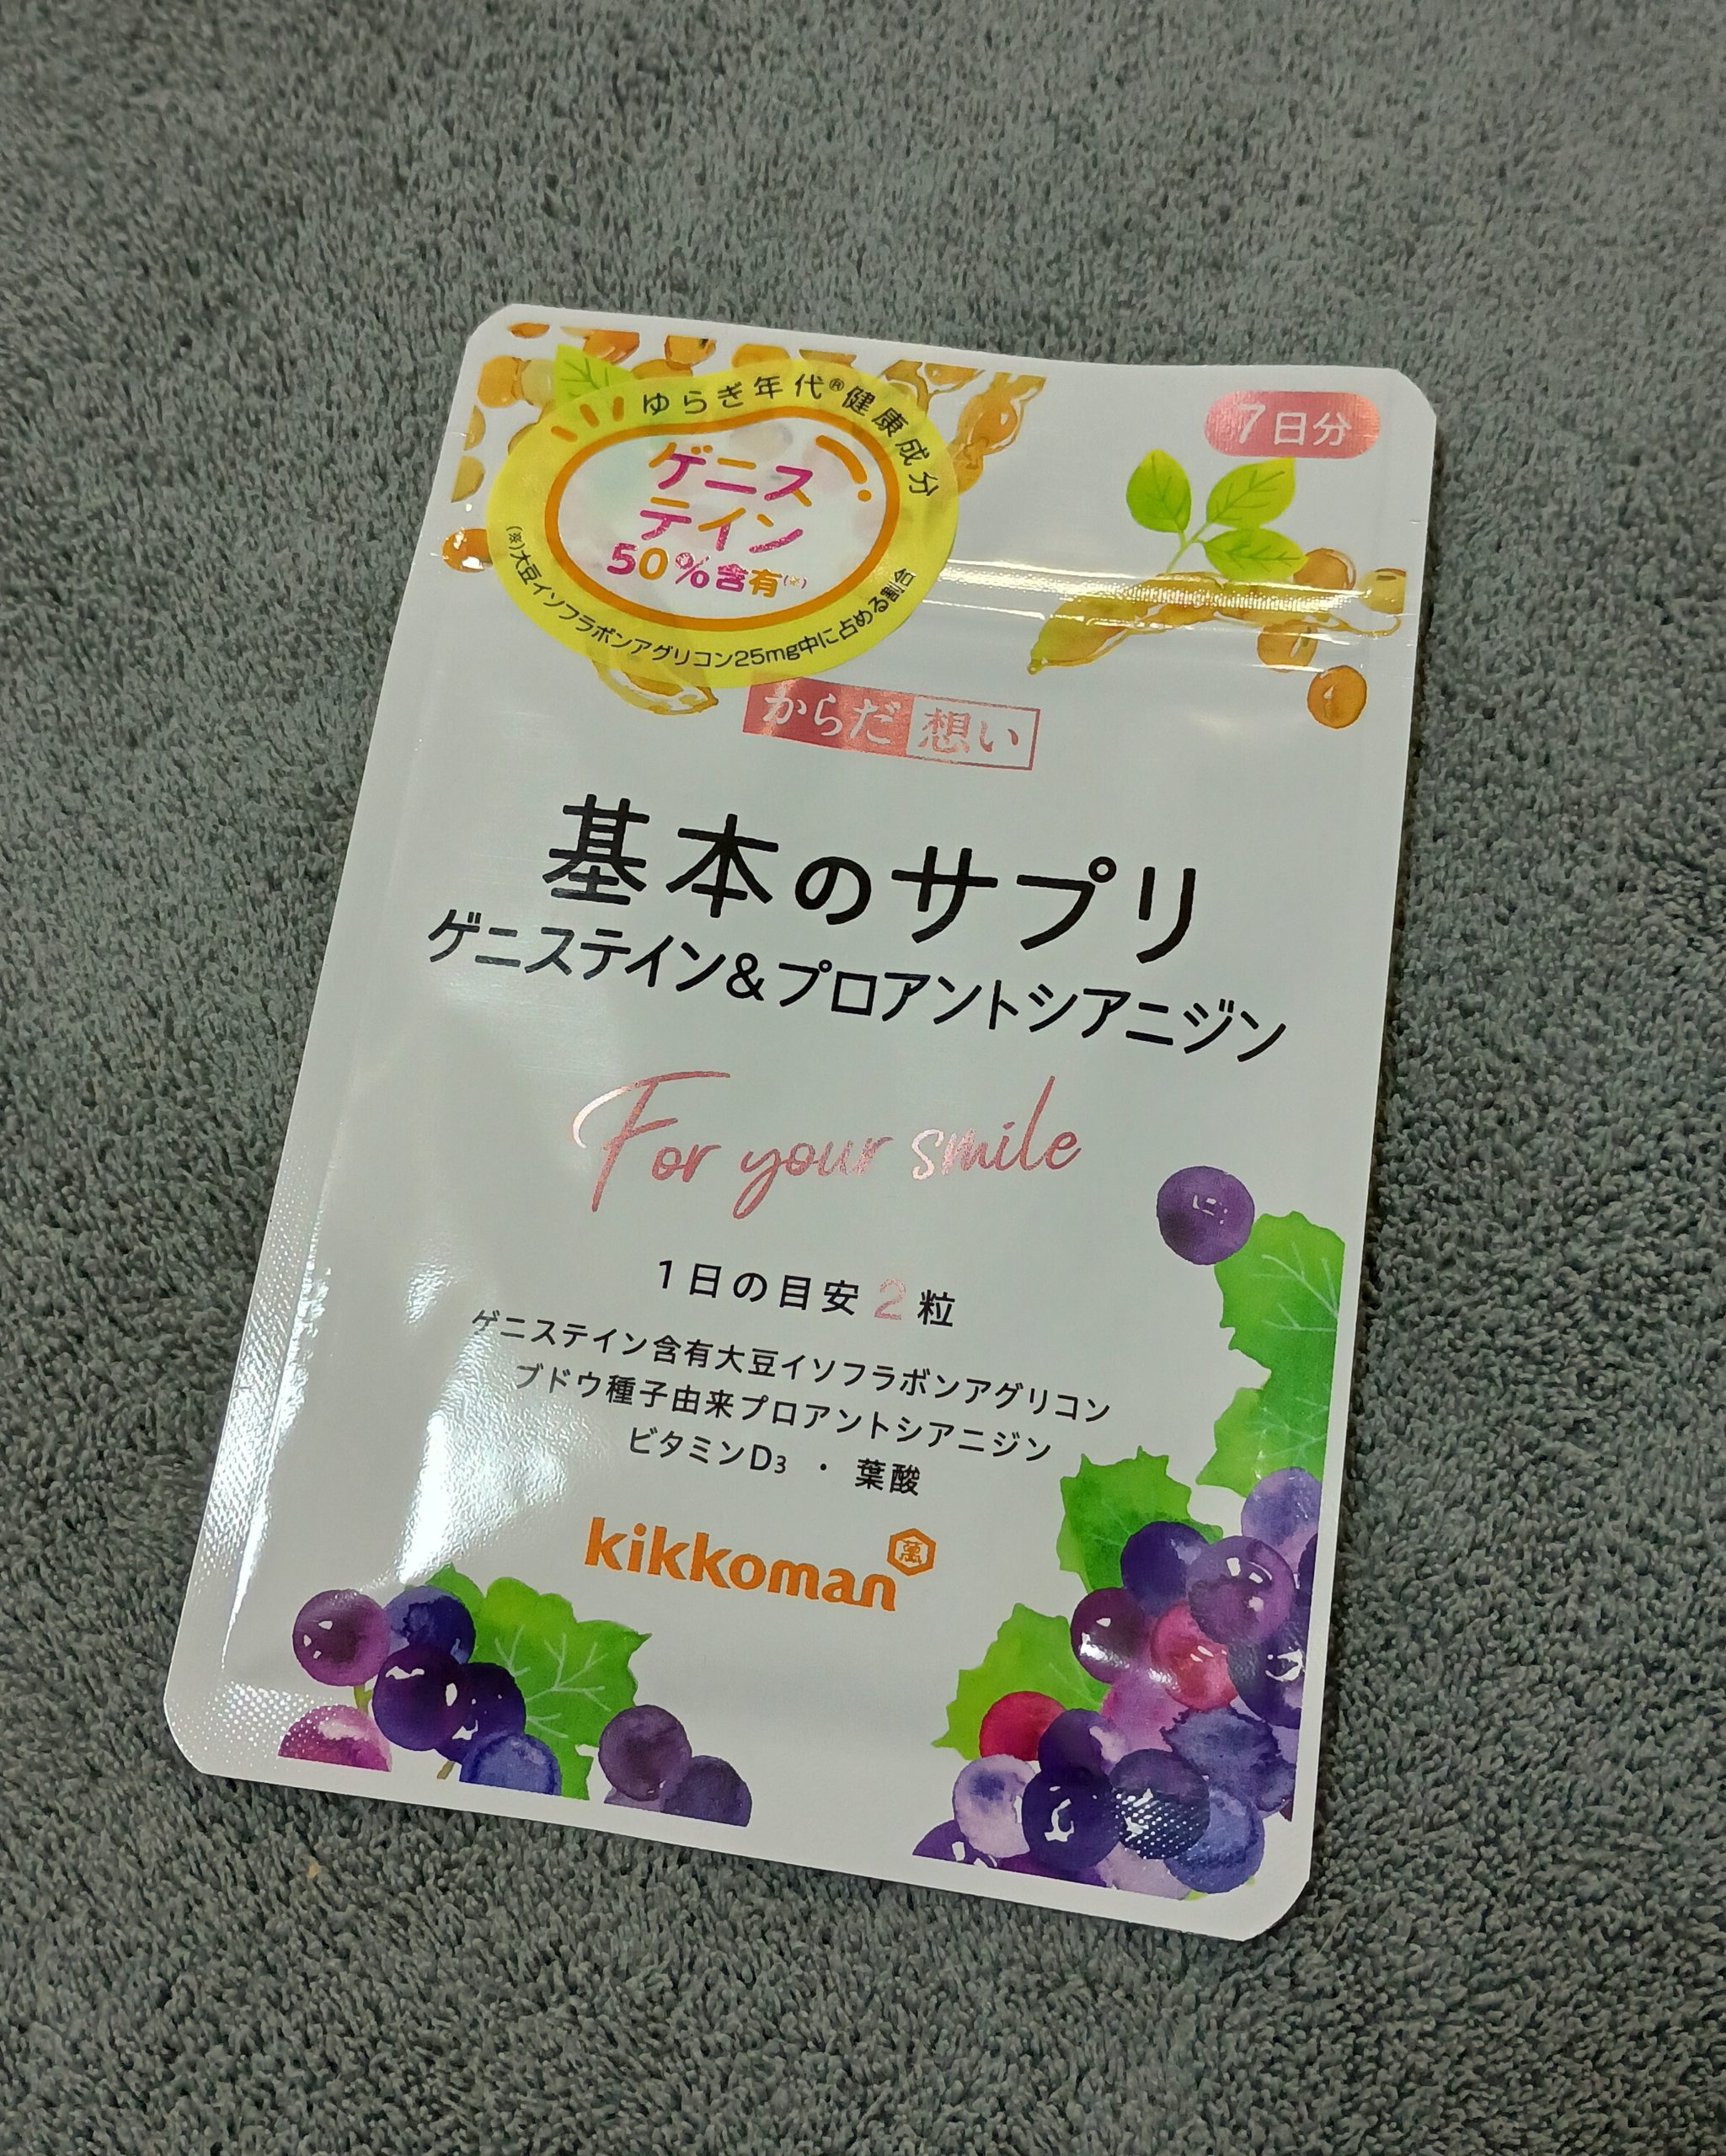 ゆらぎ年代®健康成分
7日分
ゲニス
テイン
50%含有(※)
(※)大豆イソフラボンアグリコン25mg中に占める割合
からだ想い
基本のサプリ
ゲニステイン&プロアントシアニジン
For your smile
1日の目安2粒
ゲニステイン含有大豆イソフラボンアグリコン
ブドウ種子由来プロアントシアニジン
ビタミンD3 ・ 葉酸
kikkoman 萬